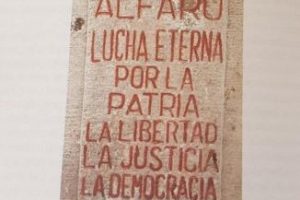 ALFARO
LUCHA ETERNA
POR LA
PATRIA
LA LIBERTAD
LA JUSTICIA
LA DEMOCRACIA